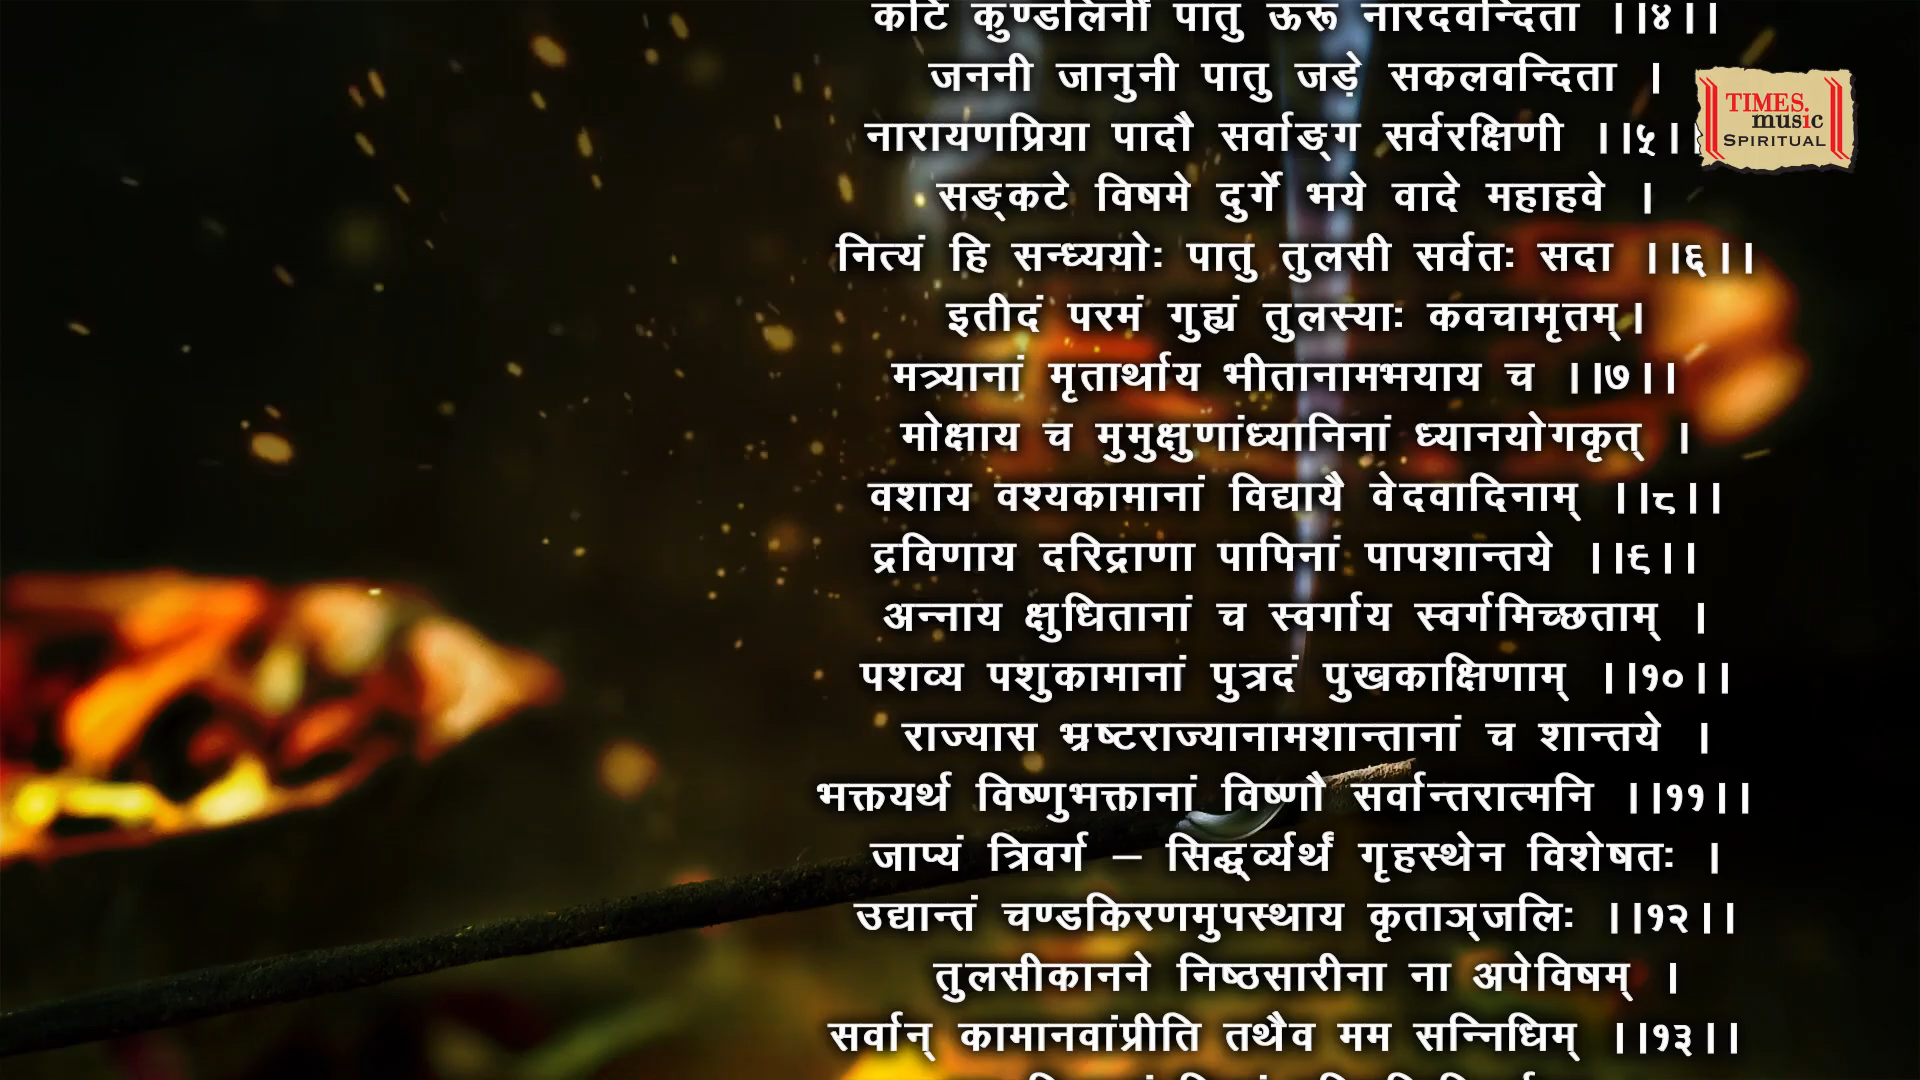 कटि कुण्डलिनीं पातु ऊरू नारदवन्दिता ।।४।।
जननी जानुनी पातु जड़े सकलवन्दिता ।
नारायणप्रिया पादौ सर्वाङ्ग सर्वरक्षिणी ।।५।।
सङ्कटे विषमे दुर्गे भये वादे महाहवे ।
नित्यं हि सन्ध्ययोः पातु तुलसी सर्वतः सदा ।।६।।
इतीदं परमं गुह्यं तुलस्याः कवचामृतम् ।
मत्र्यानां मृतार्थाय भीतानामभयाय च ।।७।।
मोक्षाय च मुमुक्षुणांध्यानिनां ध्यानयोगकृत् ।
वशाय वश्यकामानां विद्यायै वेदवादिनाम् ।।८।।
द्रविणाय दरिद्राणा पापिनां पापशान्तये ।।९।।
अन्नाय क्षुधितानां च स्वर्गाय स्वर्गमिच्छताम् ।
पशव्य पशुकामानां पुत्रदं पुखकाक्षिणाम् ।।१०।।
राज्यास भ्रष्टराज्यानामशान्तानां च शान्तये ।
भक्तयर्थ विष्णुभक्तानां विष्णौ सर्वान्तरात्मनि ।।११।।
जाप्यं त्रिवर्ग – सिद्ध्यर्थं गृहस्थेन विशेषतः ।
उद्यान्तं चण्डकिरणमुपस्थाय कृताञ्जलिः ।।१२।।
तुलसीकानने निष्ठसारीना ना अपेविषम् ।
सर्वान् कामानवांप्रीति तथैव मम सन्निधिम् ।।१३।।
TIMES.
music
SPIRITUAL